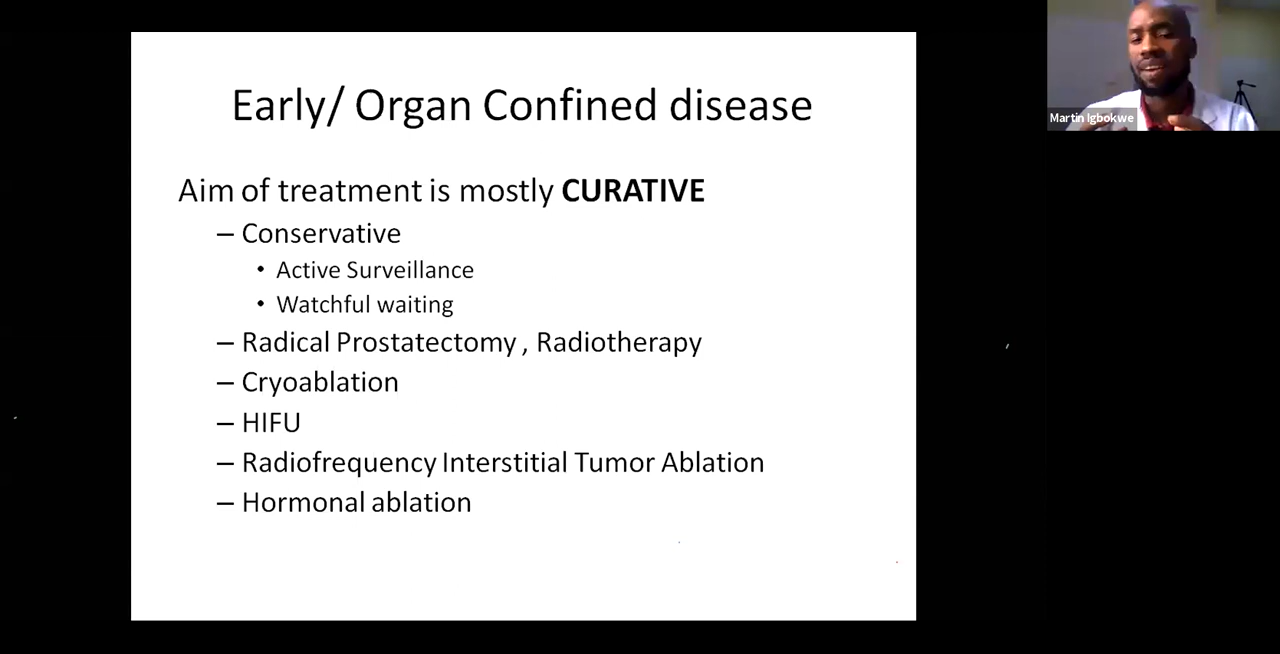 Early/ Organ Confined disease
Aim of treatment is mostly CURATIVE
– Conservative
• Active Surveillance
• Watchful waiting
– Radical Prostatectomy , Radiotherapy
– Cryoablation
– HIFU
– Radiofrequency Interstitial Tumor Ablation
– Hormonal ablation
Martin Igbokwe